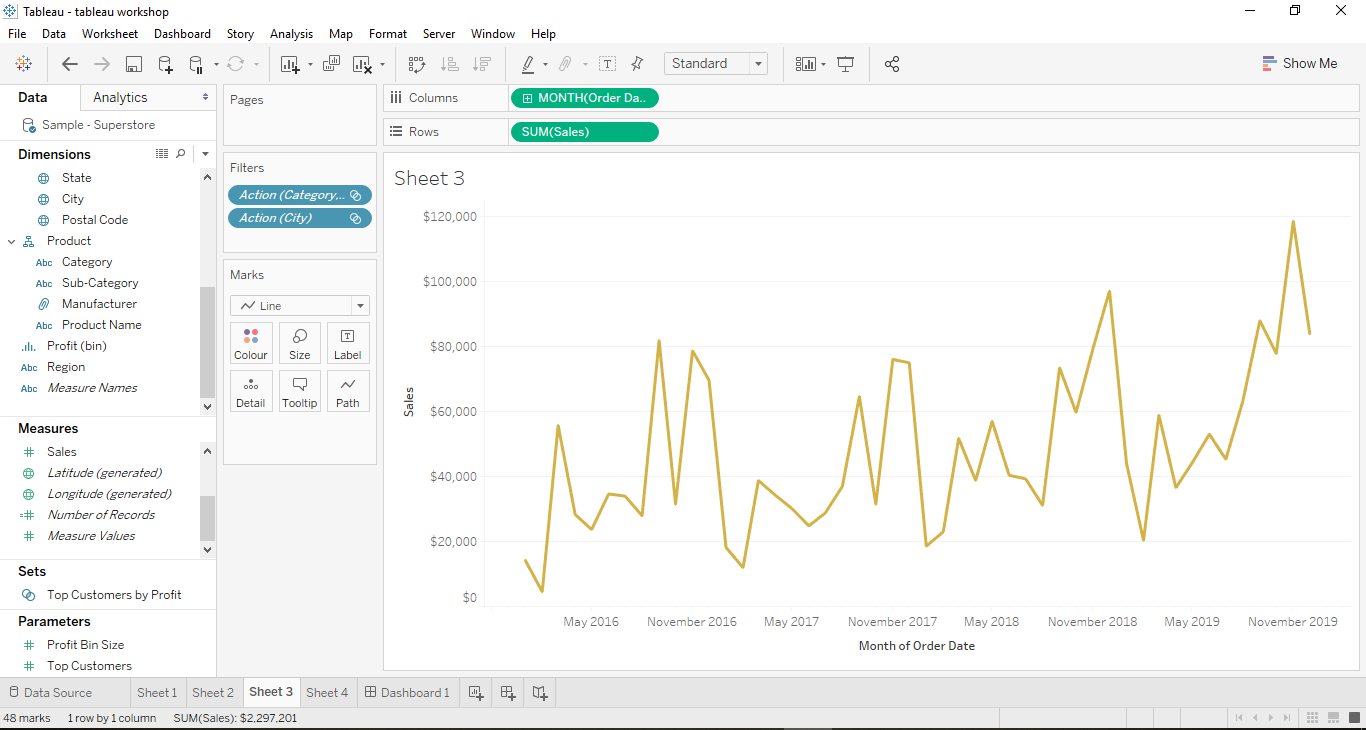 Tableau - tableau workshop
File Data Worksheet Dashboard Story Analysis Map Format Server Window Help
Standard
Show Me
Data Analytics
Sample - Superstore
Dimensions
State
City
Postal Code
Product
Abc Category
Abc Sub-Category
Manufacturer
Abc Product Name
Profit (bin)
Abc Region
Abc Measure Names
Measures
Sales
Latitude (generated)
Longitude (generated)
Number of Records
Measure Values
Sets
Top Customers by Profit
Parameters
Profit Bin Size
Top Customers
Pages
Filters
Action (Category,..
Action (City)
Marks
Line
Colour Size Label
Detail Tooltip Path
Columns MONTH(Order Da..
Rows SUM(Sales)
Sheet 3
$120,000
$100,000
$80,000
$60,000
$40,000
$20,000
$0
Sales
May 2016 November 2016 May 2017 November 2017 May 2018 November 2018 May 2019 November 2019
Month of Order Date
Data Source Sheet 1 Sheet 2 Sheet 3 Sheet 4 Dashboard 1
48 marks 1 row by 1 column SUM(Sales): $2,297,201